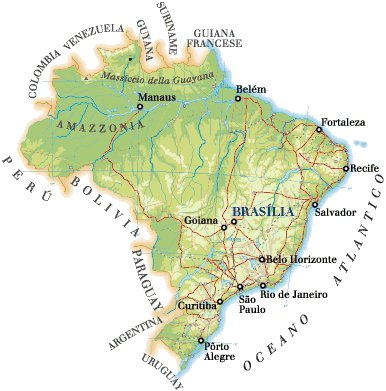 SURINAME
GUYANA
VENEZUELA
COLOMBIA
GUIANA
FRANCESE
Massiccio della Guayana
Belém
Manaus
AMAZZONIA
Fortaleza
Recife
PERÚ
BOLIVIA
BRASÍLIA
Goiana
Salvador
OCEANO ATLANTICO
Belo Horizonte
PARAGUAY
Rio de Janeiro
São
Paulo
Curitiba
ARGENTINA
Pôrto
Alegre
URUGUAY